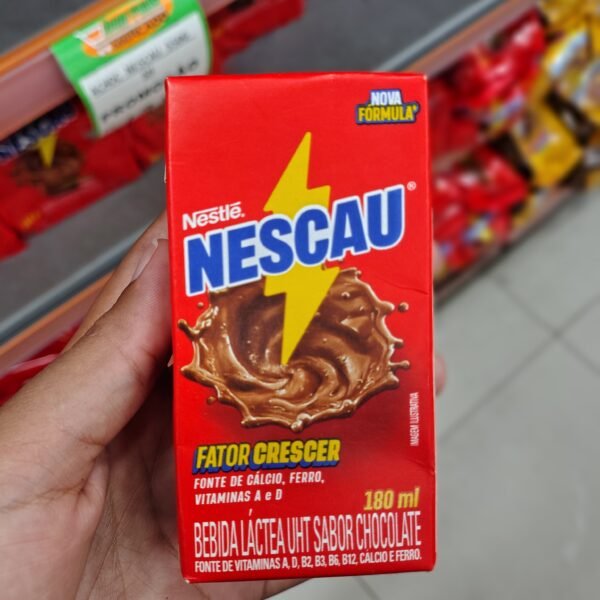 NOVA
FÓRMULA*
Nestlé®
NESCAU®
IMAGEM ILUSTRATIVA
FATOR CRESCER
FONTE DE CÁLCIO, FERRO,
VITAMINAS A e D
180 ml
BEBIDA LÁCTEA UHT SABOR CHOCOLATE
FONTE DE VITAMINAS A, D, B2, B3, B6, B12, CÁLCIO E FERRO.